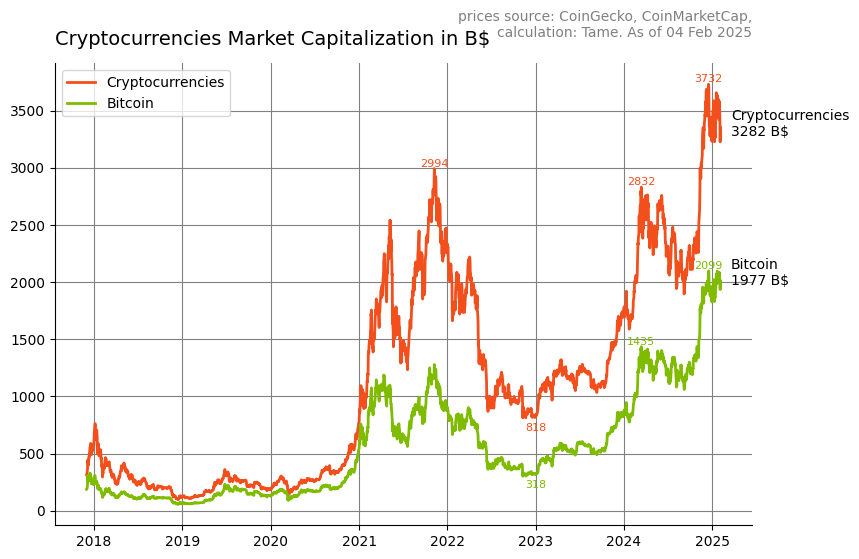 prices source: CoinGecko, CoinMarketCap,
calculation: Tame. As of 04 Feb 2025
Cryptocurrencies Market Capitalization in B$
Cryptocurrencies
Bitcoin
3732
Cryptocurrencies
3282 B$
2994
2832
2099
Bitcoin
1977 B$
1435
818
318
3500
3000
2500
2000
1500
1000
500
0
2018 2019 2020 2021 2022 2023 2024 2025